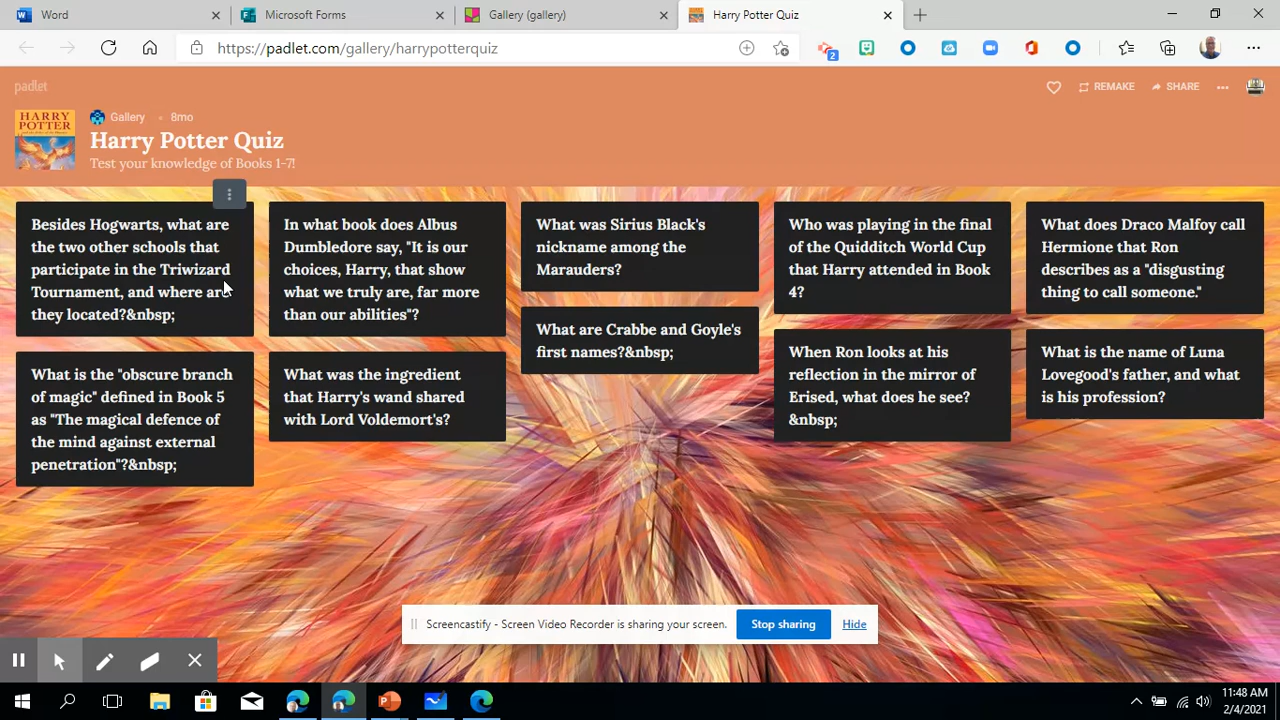 Word
Microsoft Forms
Gallery (gallery)
Harry Potter Quiz
https://padlet.com/gallery/harrypotterquiz
2
padlet
REMAKE
SHARE
HARRY
POTTER
Gallery • 8mo
Harry Potter Quiz
Test your knowledge of Books 1-7!
Besides Hogwarts, what are
the two other schools that
participate in the Triwizard
Tournament, and where are
they located?&nbsp;
In what book does Albus
Dumbledore say, "It is our
choices, Harry, that show
what we truly are, far more
than our abilities"?
What was Sirius Black's
nickname among the
Marauders?
Who was playing in the final
of the Quidditch World Cup
that Harry attended in Book
4?
What does Draco Malfoy call
Hermione that Ron
describes as a "disgusting
thing to call someone."
What are Crabbe and Goyle's
first names?&nbsp;
What is the "obscure branch
of magic" defined in Book 5
as "The magical defence of
the mind against external
penetration"?&nbsp;
What was the ingredient
that Harry's wand shared
with Lord Voldemort's?
When Ron looks at his
reflection in the mirror of
Erised, what does he see?
&nbsp;
What is the name of Luna
Lovegood's father, and what
is his profession?
Screencastify - Screen Video Recorder is sharing your screen.
Stop sharing
Hide
11:48 AM
2/4/2021